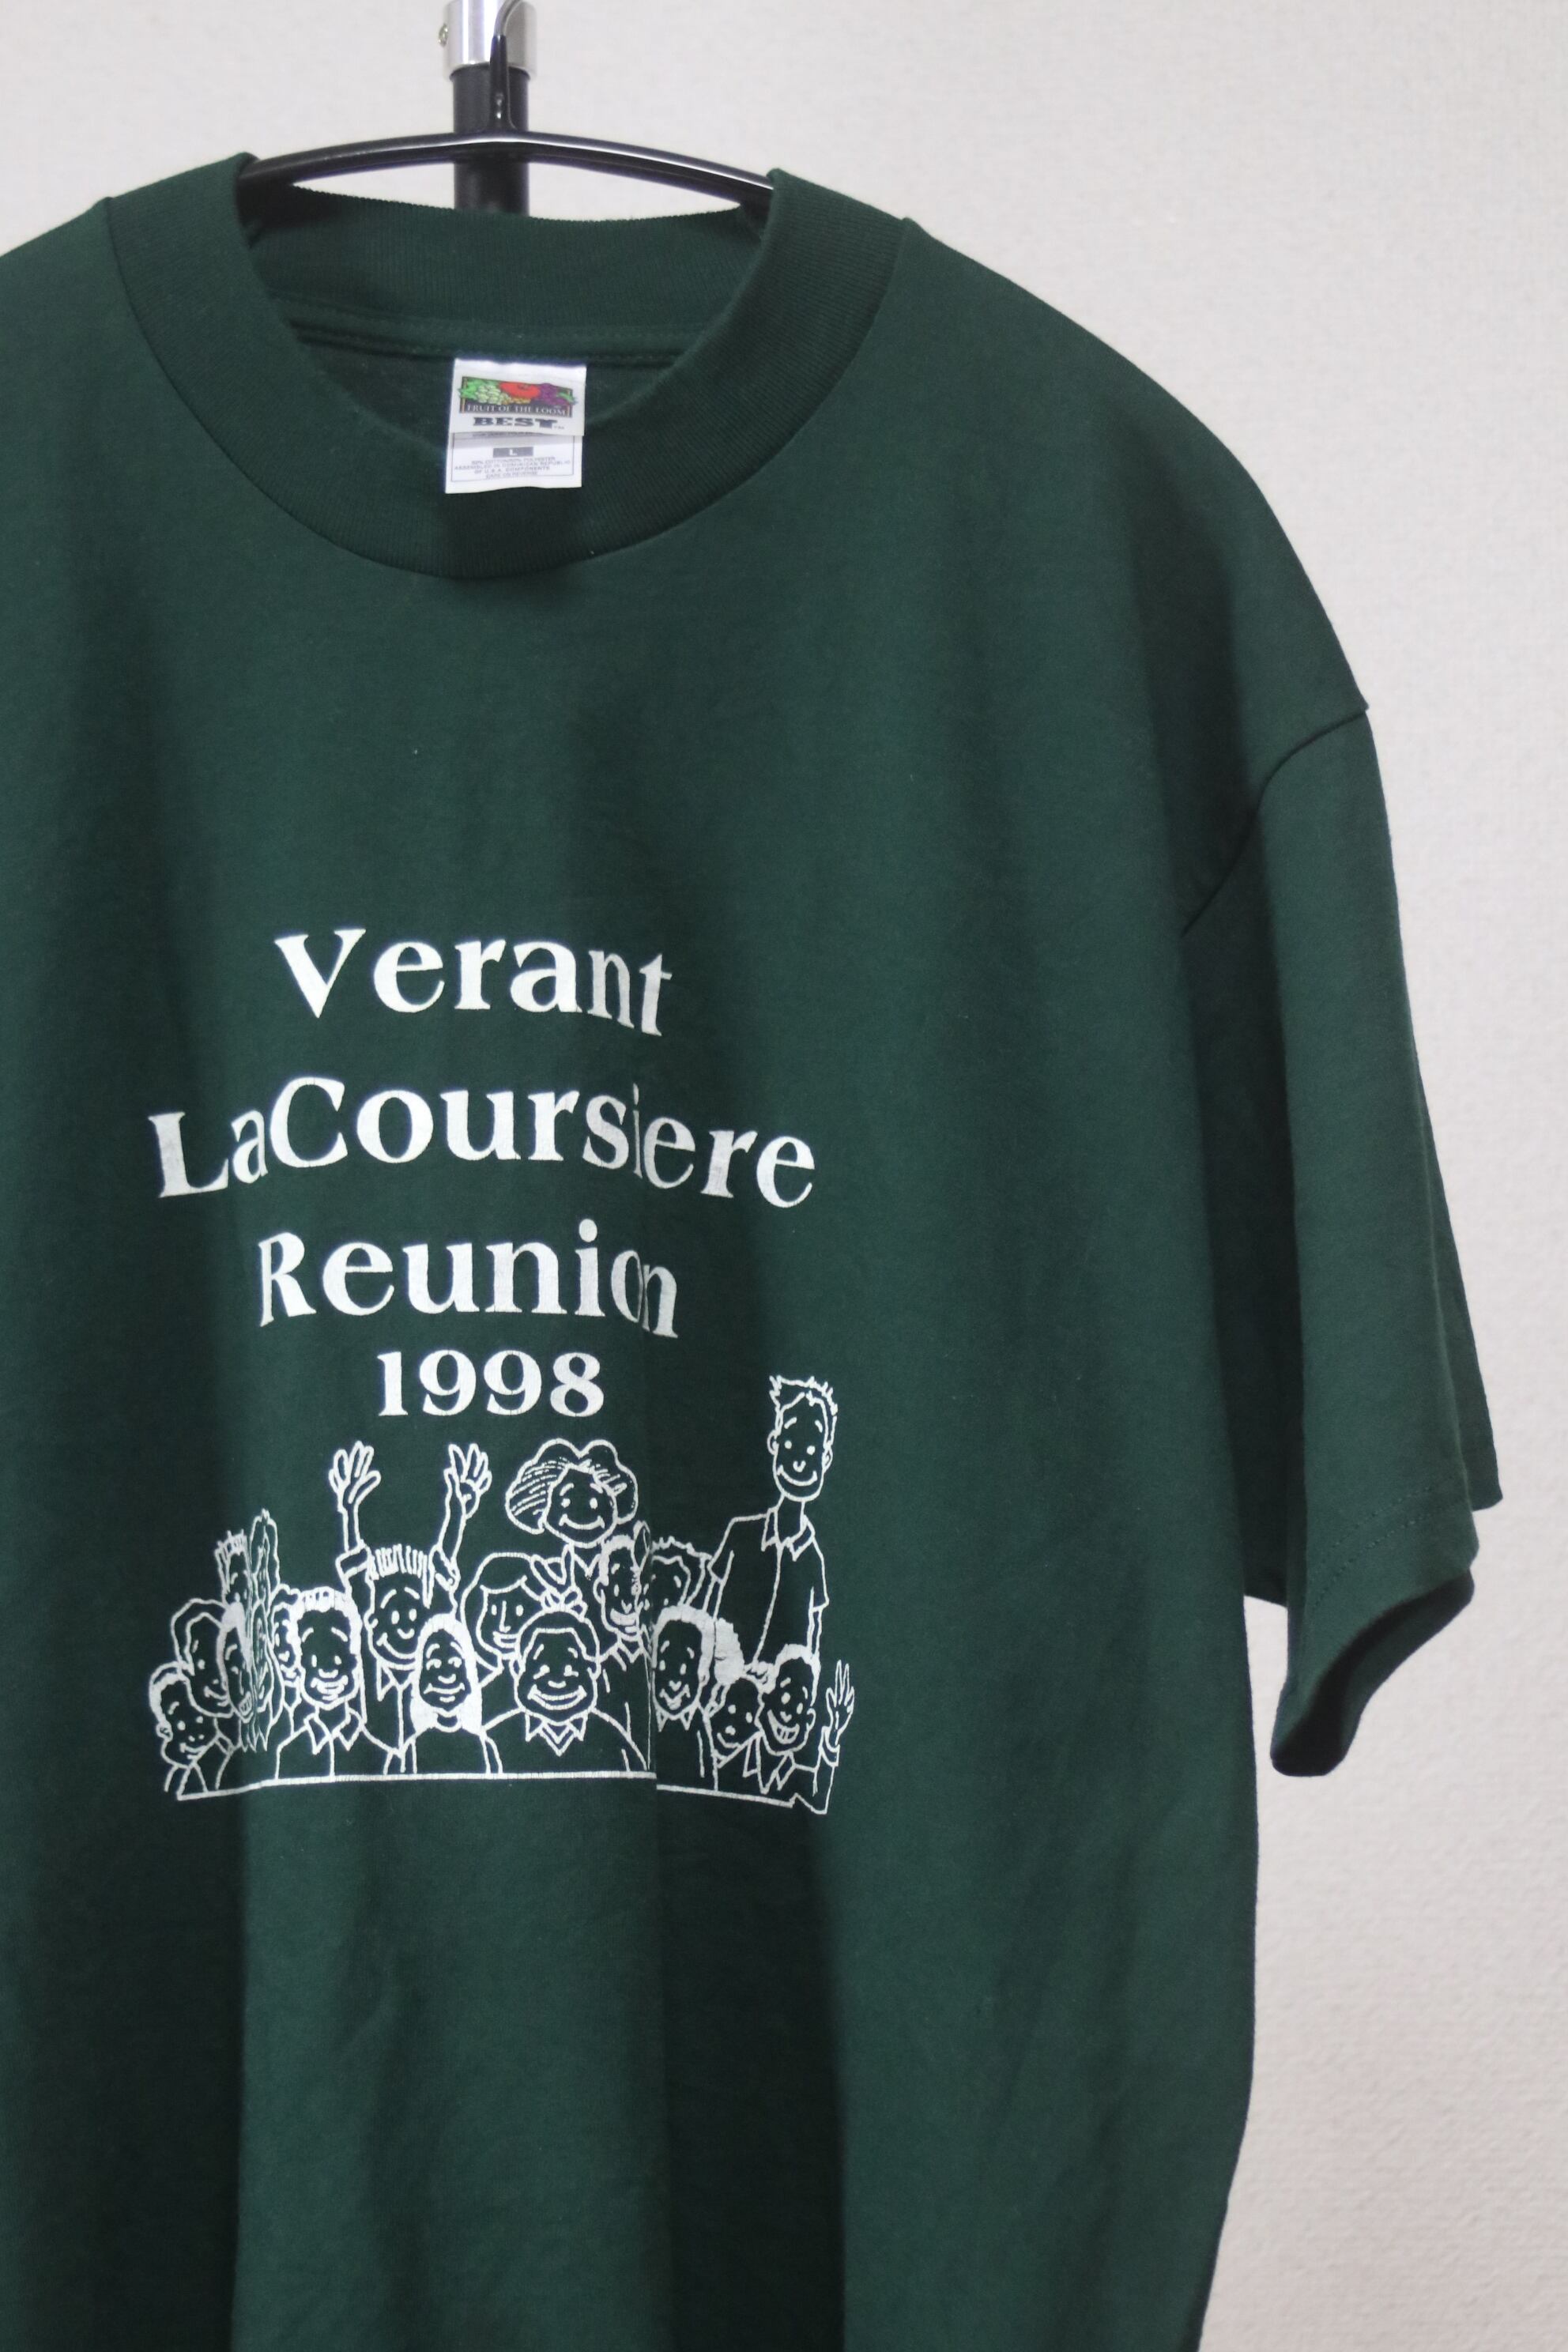 FRUIT OF THE LOOM
BEST
L
Verant
LaCoursiere
Reunion
1998